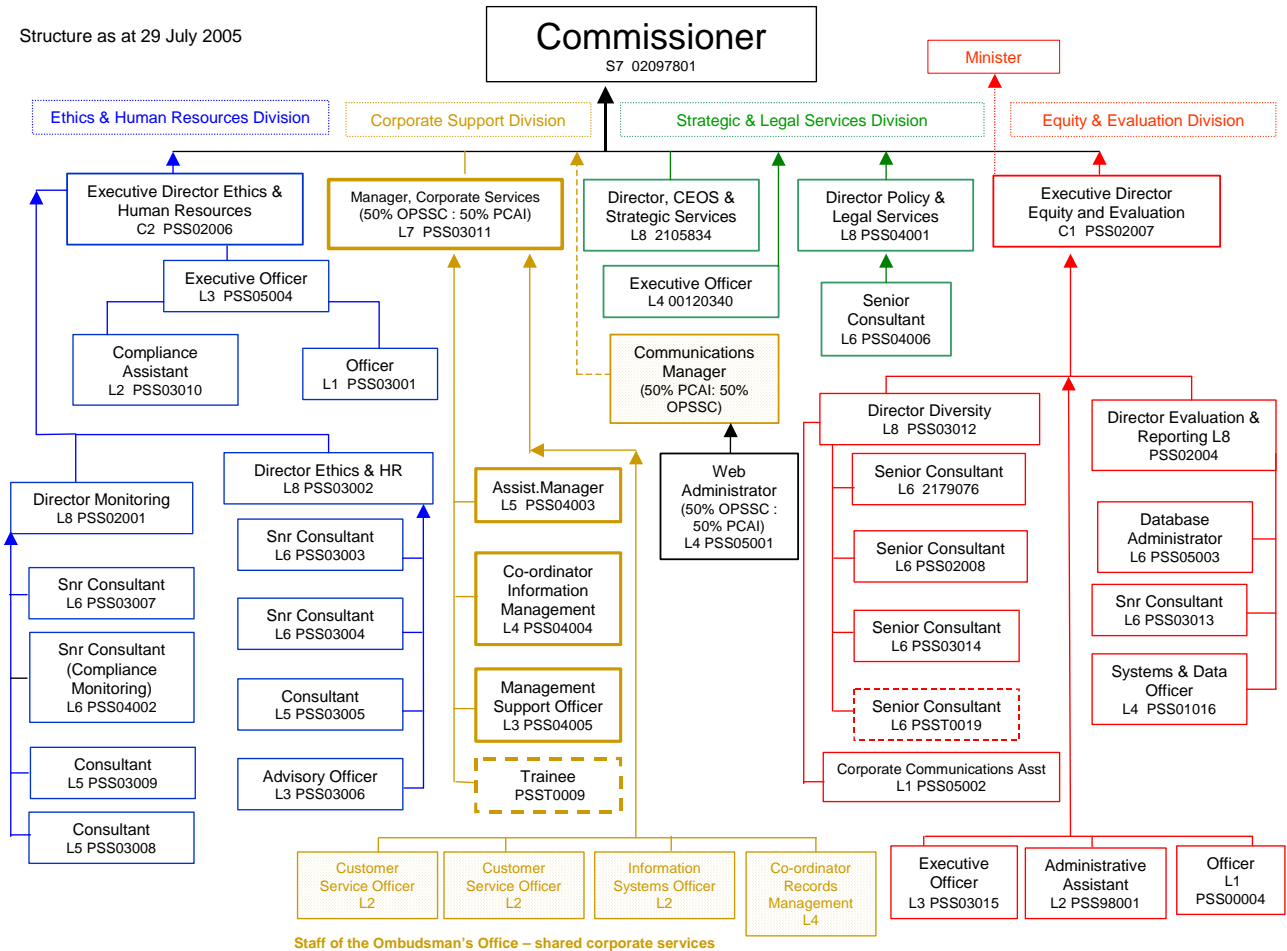 Structure as at 29 July 2005
Commissioner
S7 02097801
Minister
Ethics & Human Resources Division
Corporate Support Division
Strategic & Legal Services Division
Equity & Evaluation Division
Executive Director Ethics &
Human Resources
C2 PSS02006
Manager, Corporate Services
(50% OPSSC : 50% PCAI)
L7 PSS03011
Director, CEOS &
Strategic Services
L8 2105834
Director Policy &
Legal Services
L8 PSS04001
Executive Director
Equity and Evaluation
C1 PSS02007
Executive Officer
L3 PSS05004
Executive Officer
L4 00120340
Senior
Consultant
L6 PSS04006
Compliance
Assistant
L2 PSS03010
Officer
L1 PSS03001
Communications
Manager
(50% PCAI: 50%
OPSSC)
Director Diversity
L8 PSS03012
Director Evaluation &
Reporting L8
PSS02004
Director Ethics & HR
L8 PSS03002
Director Monitoring
L8 PSS02001
Assist.Manager
L5 PSS04003
Web
Administrator
(50% OPSSC :
50% PCAI)
L4 PSS05001
Senior Consultant
L6 2179076
Database
Administrator
L6 PSS05003
Snr Consultant
L6 PSS03003
Senior Consultant
L6 PSS02008
Snr Consultant
L6 PSS03007
Co-ordinator
Information
Management
L4 PSS04004
Snr Consultant
L6 PSS03013
Snr Consultant
L6 PSS03004
Senior Consultant
L6 PSS03014
Snr Consultant
(Compliance
Monitoring)
L6 PSS04002
Systems & Data
Officer
L4 PSS01016
Consultant
L5 PSS03005
Management
Support Officer
L3 PSS04005
Senior Consultant
L6 PSST0019
Consultant
L5 PSS03009
Advisory Officer
L3 PSS03006
Trainee
PSST0009
Corporate Communications Asst
L1 PSS05002
Consultant
L5 PSS03008
Customer
Service Officer
L2
Customer
Service Officer
L2
Information
Systems Officer
L2
Co-ordinator
Records
Management
L4
Executive
Officer
L3 PSS03015
Administrative
Assistant
L2 PSS98001
Officer
L1
PSS00004
Staff of the Ombudsman's Office – shared corporate services